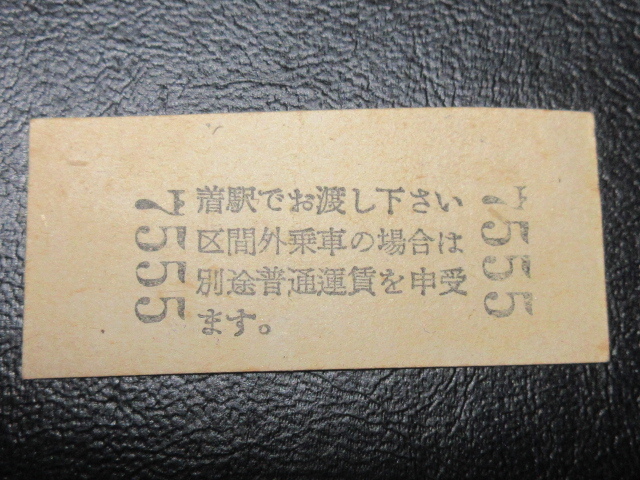 着駅でお渡し下さい
区間外乗車の場合は
別途普通運賃を申受
ます。
7555
7555